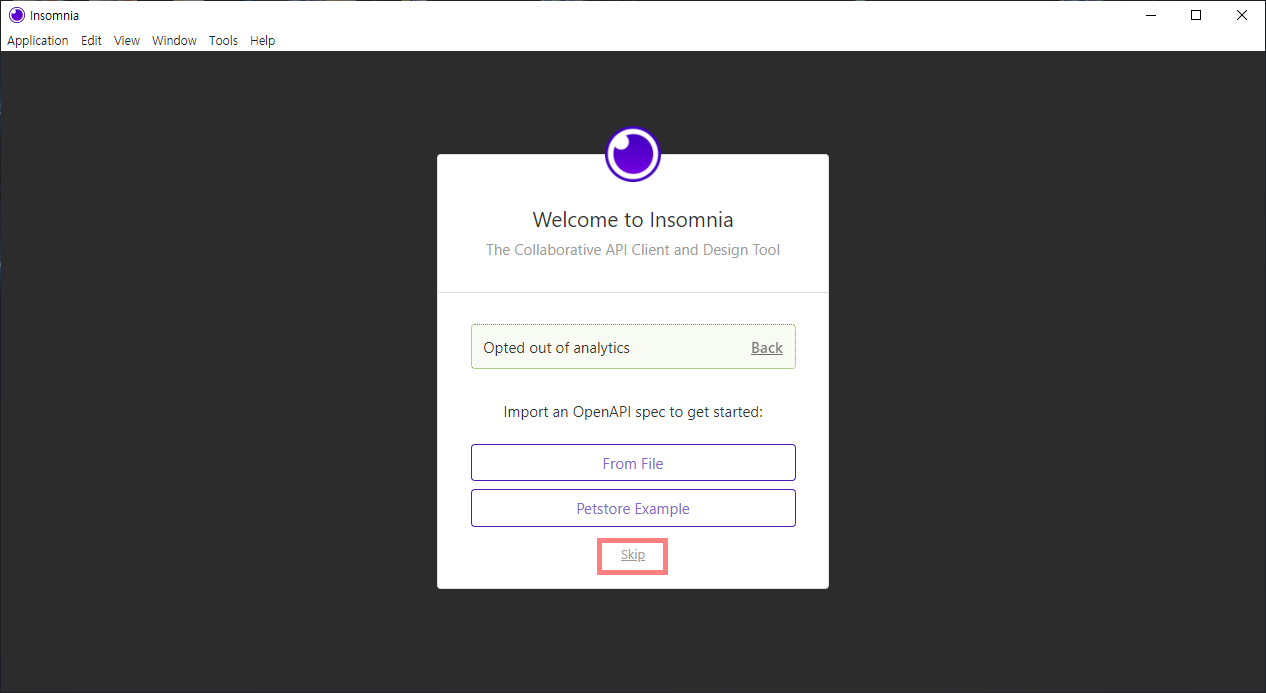 Insomnia
Application Edit View Window Tools Help
Welcome to Insomnia
The Collaborative API Client and Design Tool
Opted out of analytics Back
Import an OpenAPI spec to get started:
From File
Petstore Example
Skip